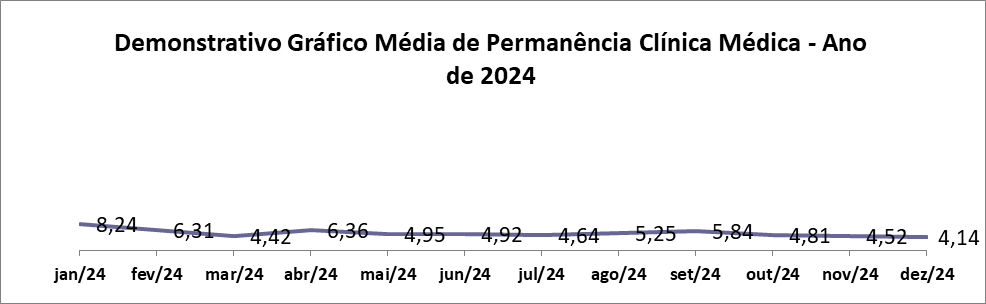 Demonstrativo Gráfico Média de Permanência Clínica Médica - Ano
de 2024
8,24 6,31 4,42 6,36 4,95 4,92 4,64 5,25 5,84 4,81 4,52 4,14
jan/24 fev/24 mar/24 abr/24 mai/24 jun/24 jul/24 ago/24 set/24 out/24 nov/24 dez/24